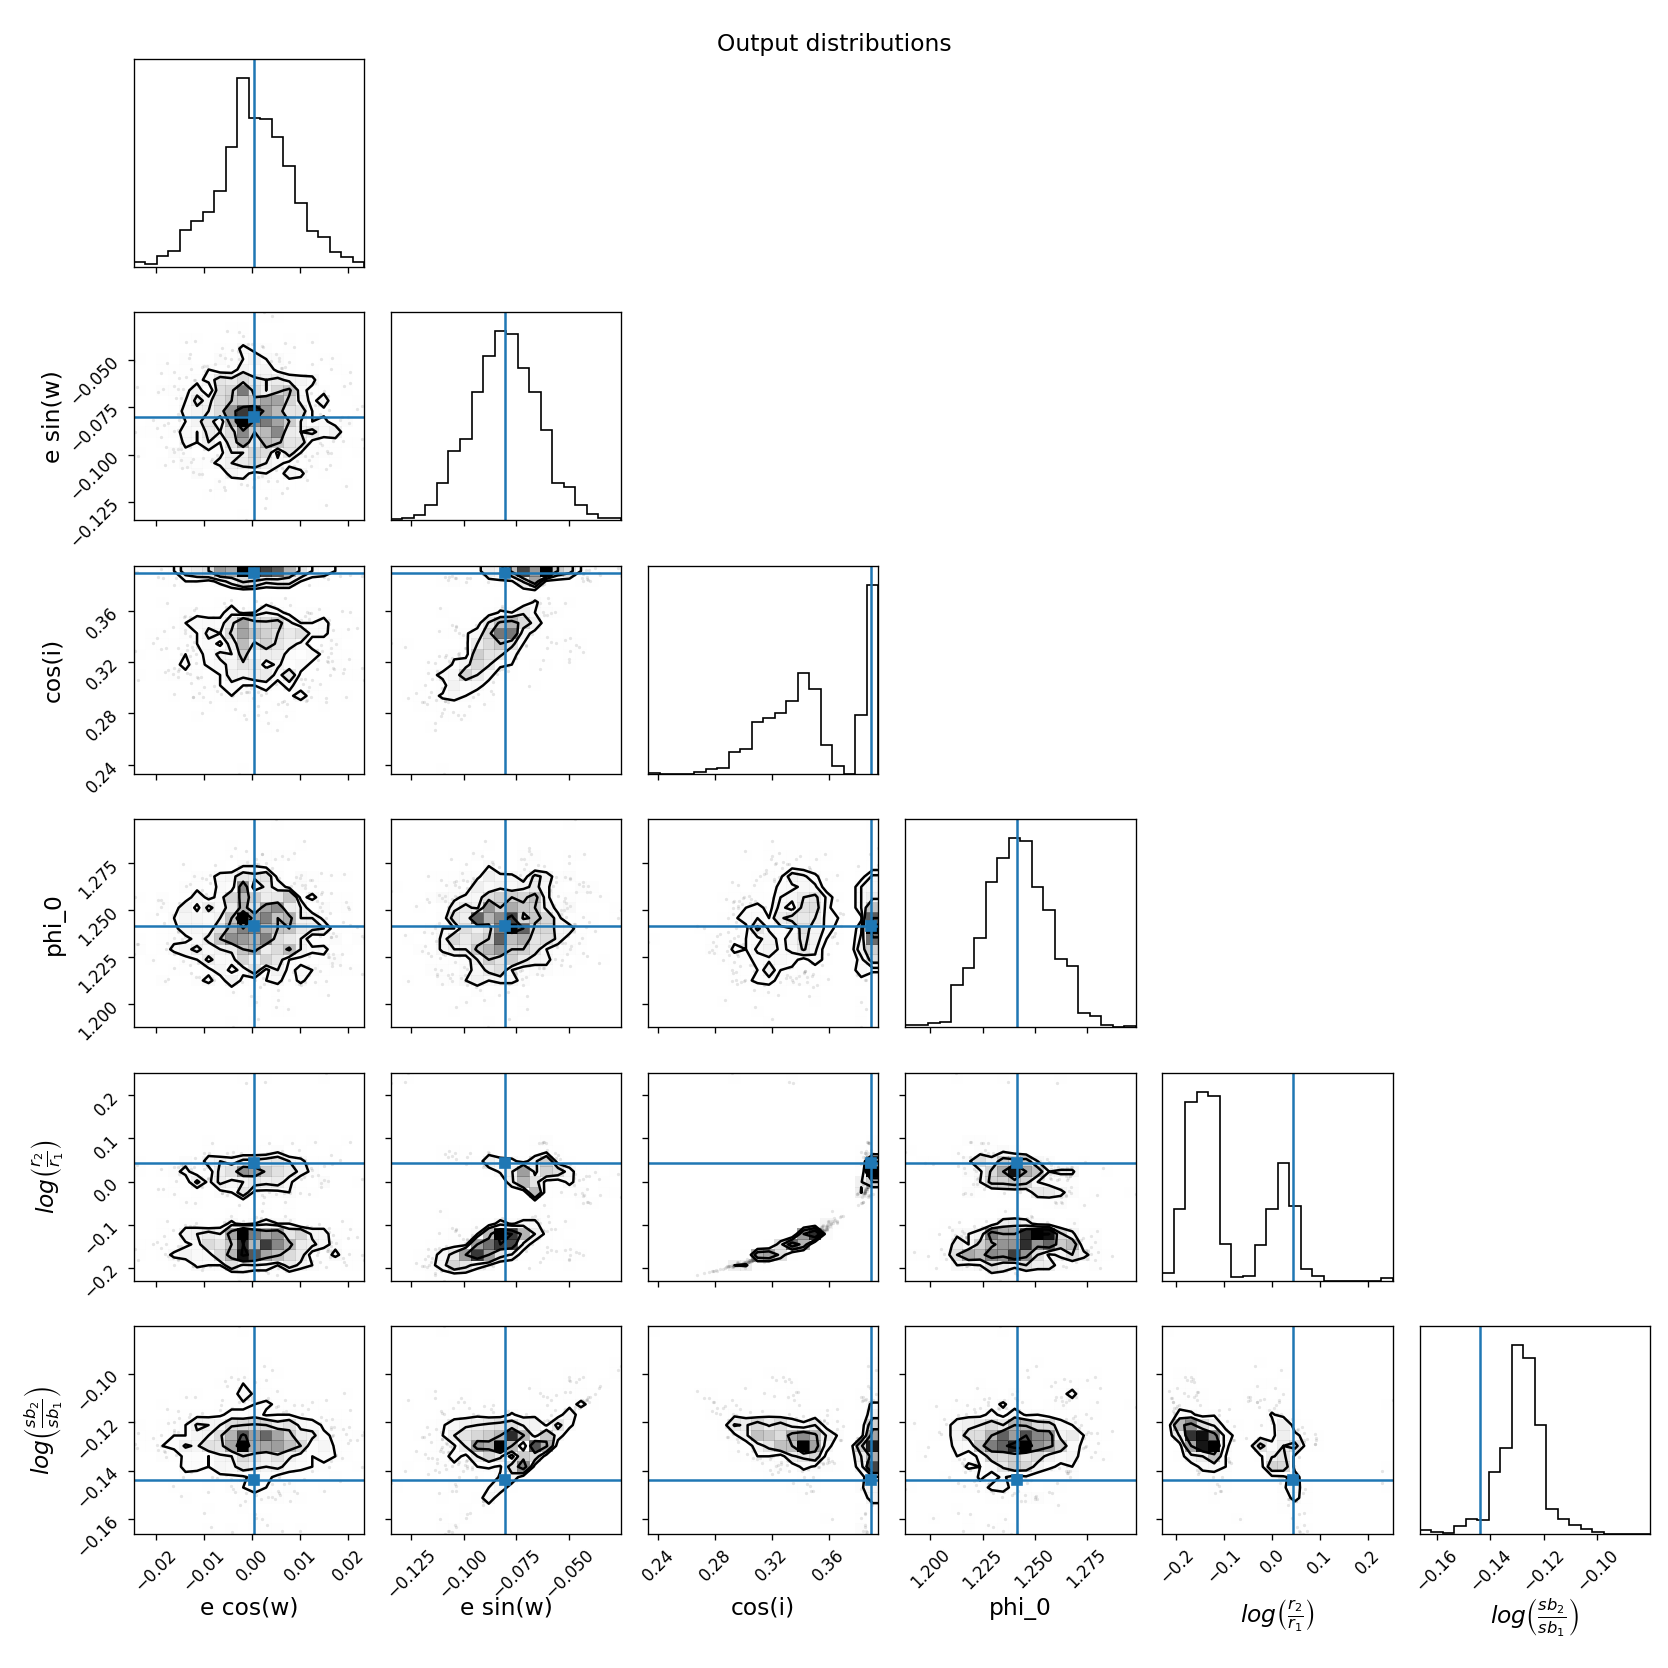 Output distributions
e sin(w)
−0.050
−0.075
−0.100
−0.125
cos(i)
0.36
0.32
0.28
0.24
phi_0
1.275
1.250
1.225
1.200
log(r₂/r₁)
0.2
0.1
0.0
−0.1
−0.2
log(sb₂/sb₁)
−0.10
−0.12
−0.14
−0.16
−0.02 −0.01 0.00 0.01 0.02
−0.125 −0.100 −0.075 −0.050
0.24 0.28 0.32 0.36
1.200 1.225 1.250 1.275
−0.2 −0.1 0.0 0.1 0.2
−0.16 −0.14 −0.12 −0.10
e cos(w)
e sin(w)
cos(i)
phi_0
log(r₂/r₁)
log(sb₂/sb₁)